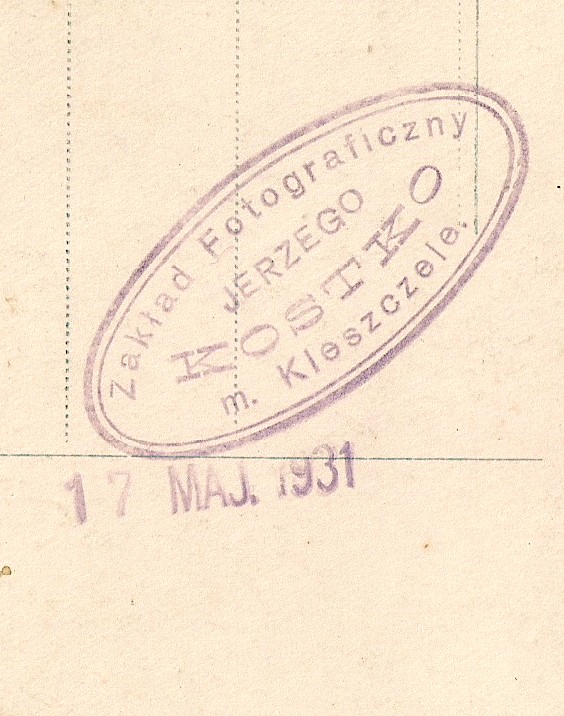 Zakład Fotograficzny
JERZEGO
KOSTKO
m. Kleszczele.
17 MAJ. 1931